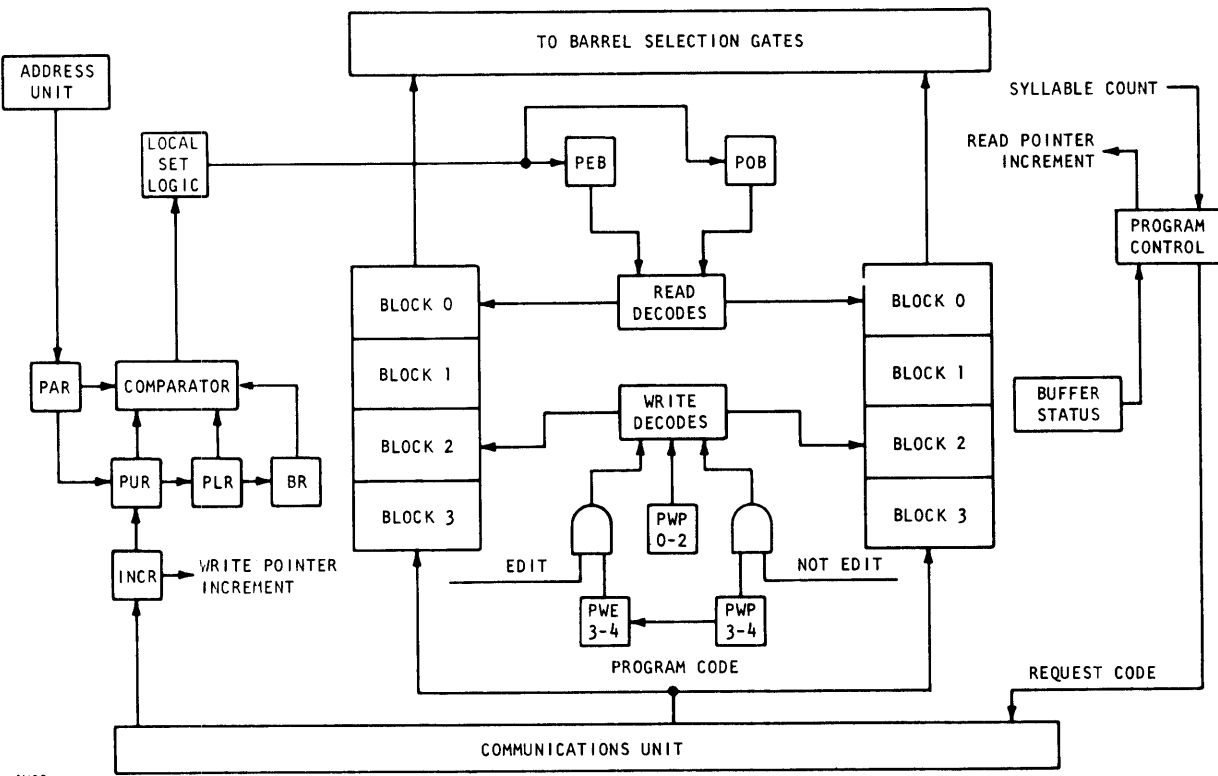 TO BARREL SELECTION GATES
ADDRESS
UNIT
SYLLABLE COUNT
LOCAL
SET
LOGIC
PEB
POB
READ POINTER
INCREMENT
PROGRAM
CONTROL
BLOCK 0
READ
DECODES
BLOCK 0
PAR
COMPARATOR
BLOCK 1
BLOCK 1
WRITE
DECODES
BUFFER
STATUS
BLOCK 2
BLOCK 2
PUR
PLR
BR
BLOCK 3
PWP
0-2
BLOCK 3
INCR
WRITE POINTER
INCREMENT
EDIT
NOT EDIT
PWE
3-4
PWP
3-4
PROGRAM CODE
REQUEST CODE
COMMUNICATIONS UNIT